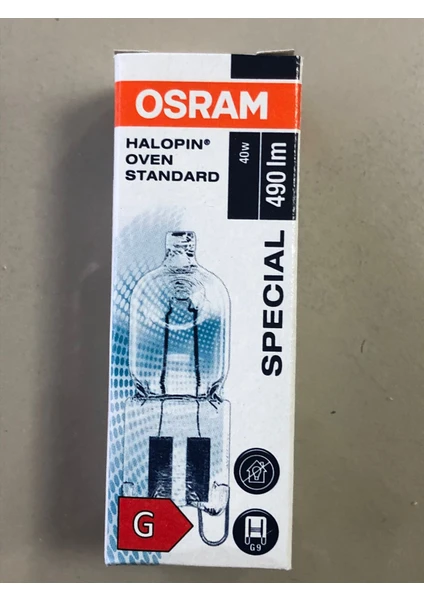 OSRAM
HALOPIN®
OVEN
STANDARD
40w
490 lm
SPECIAL
G
G9